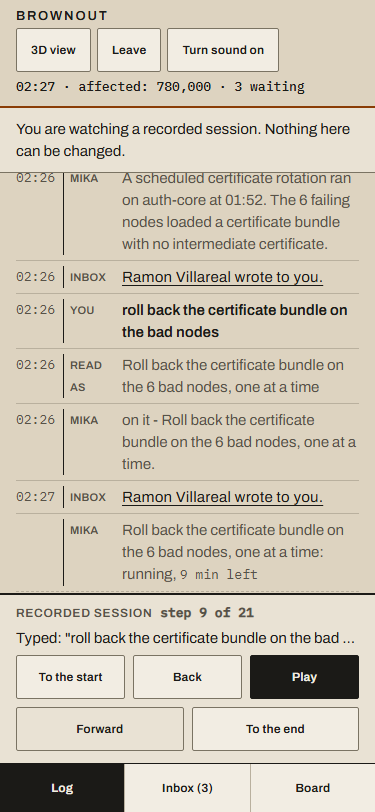 BROWNOUT
3D view Leave Turn sound on
02:27 · affected: 780,000 · 3 waiting
You are watching a recorded session. Nothing here
can be changed.
02:26 MIKA A scheduled certificate rotation ran
on auth-core at 01:52. The 6 failing
nodes loaded a certificate bundle
with no intermediate certificate.
02:26 INBOX Ramon Villareal wrote to you.
02:26 YOU roll back the certificate bundle on
the bad nodes
02:26 READ Roll back the certificate bundle on
AS the 6 bad nodes, one at a time
02:26 MIKA on it - Roll back the certificate
bundle on the 6 bad nodes, one at a
time.
02:27 INBOX Ramon Villareal wrote to you.
MIKA Roll back the certificate bundle on
the 6 bad nodes, one at a time:
running, 9 min left
RECORDED SESSION step 9 of 21
Typed: "roll back the certificate bundle on the bad ...
To the start Back Play
Forward To the end
Log Inbox (3) Board